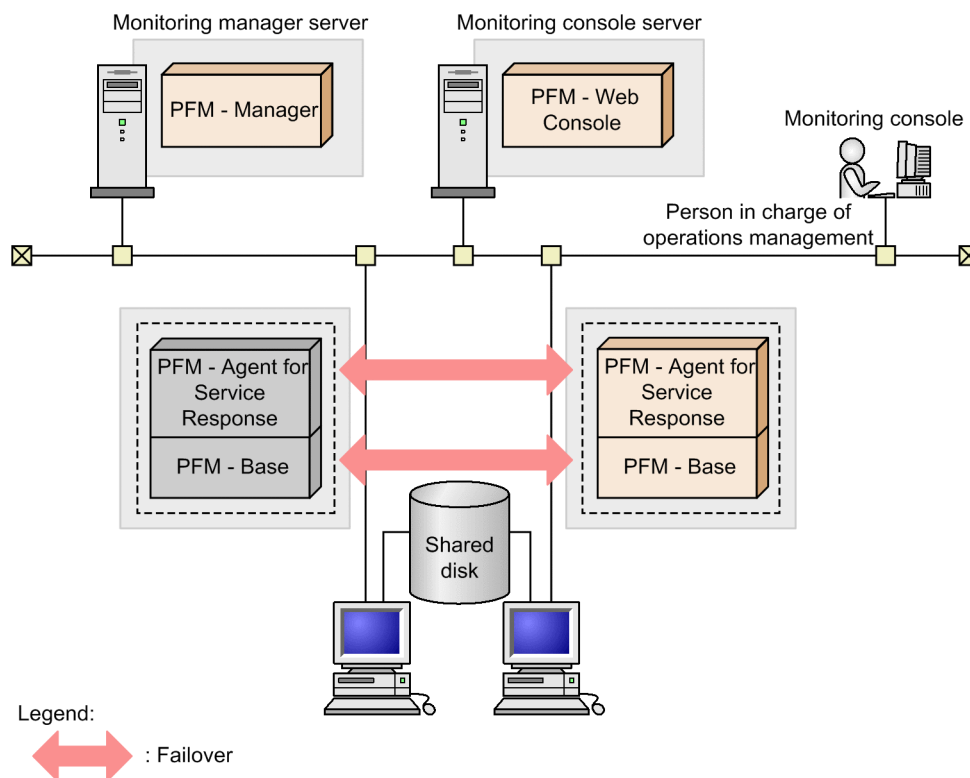 Monitoring manager server
Monitoring console server
PFM - Manager
PFM - Web
Console
Monitoring console
Person in charge of
operations management
PFM - Agent for
Service
Response
PFM - Base
PFM - Agent for
Service
Response
PFM - Base
Shared
disk
Legend:
: Failover